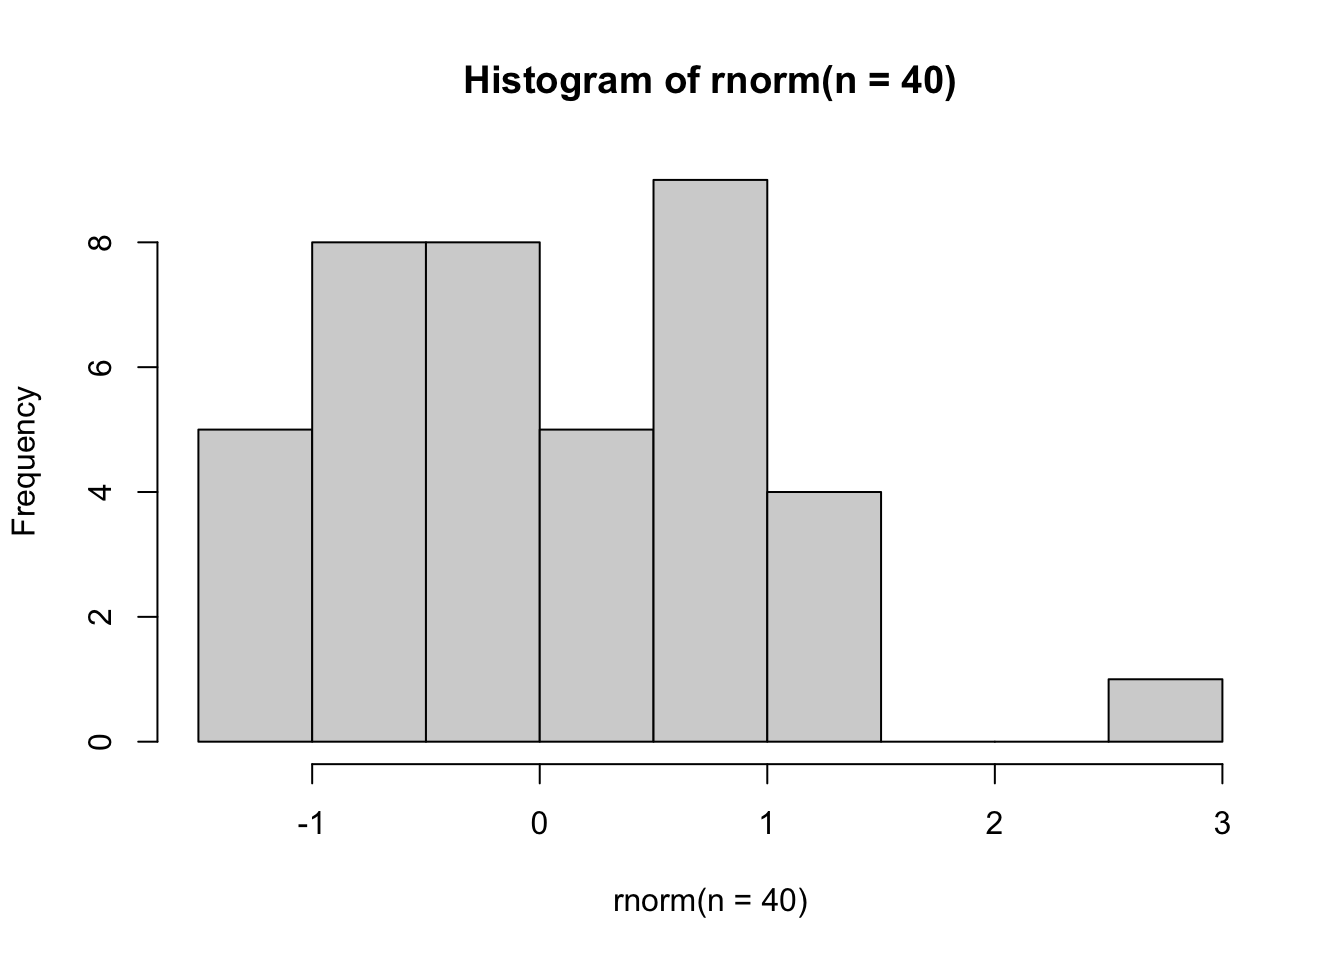 Histogram of rnorm(n = 40)
Frequency
8
6
4
2
0
-1 0 1 2 3
rnorm(n = 40)